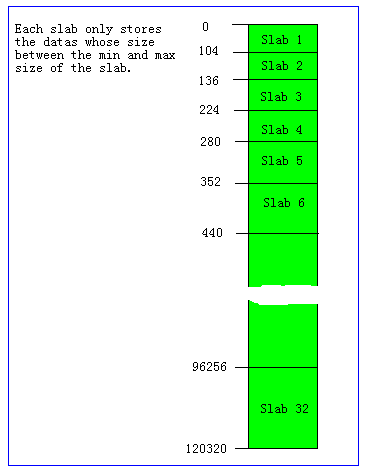 Each slab only stores
the datas whose size
between the min and max
size of the slab.
0
Slab 1
104
Slab 2
136
Slab 3
224
Slab 4
280
Slab 5
352
Slab 6
440
96256
Slab 32
120320